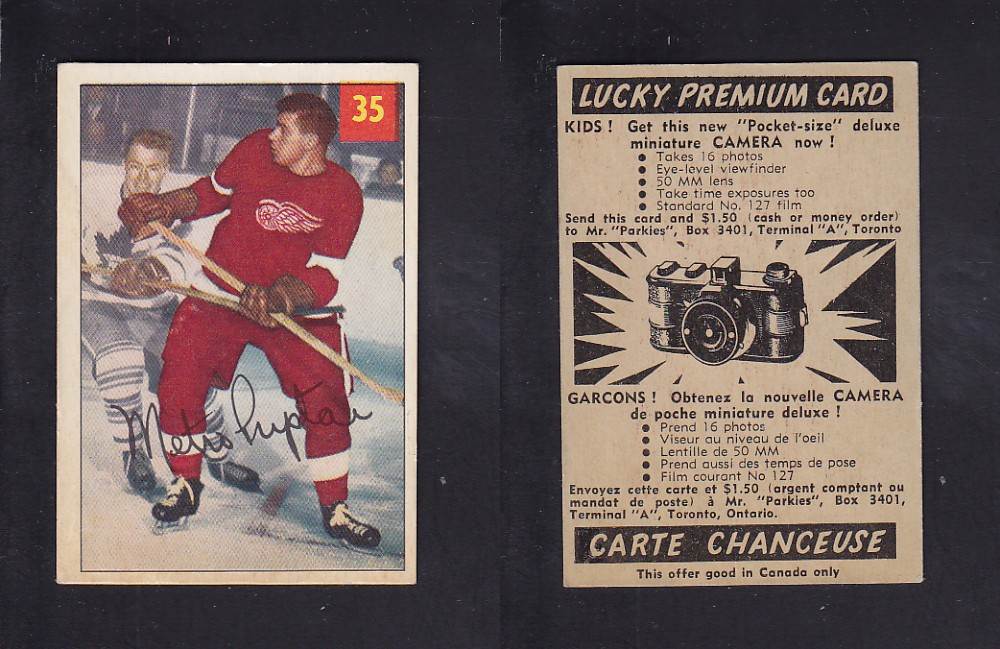 35
Metro Prystai
LUCKY PREMIUM CARD
KIDS ! Get this new "Pocket-size" deluxe
miniature CAMERA now !
● Takes 16 photos
● Eye-level viewfinder
● 50 MM lens
● Take time exposures too
● Standard No. 127 film
Send this card and $1.50 (cash or money order)
to Mr. "Parkies", Box 3401, Terminal "A", Toronto
GARCONS ! Obtenez la nouvelle CAMERA
de poche miniature deluxe !
● Prend 16 photos
● Viseur au niveau de l'oeil
● Lentille de 50 MM
● Prend aussi des temps de pose
● Film courant No 127
Envoyez cette carte et $1.50 (argent comptant ou
mandat de poste) à Mr. "Parkies", Box 3401,
Terminal "A", Toronto, Ontario.
CARTE CHANCEUSE
This offer good in Canada only